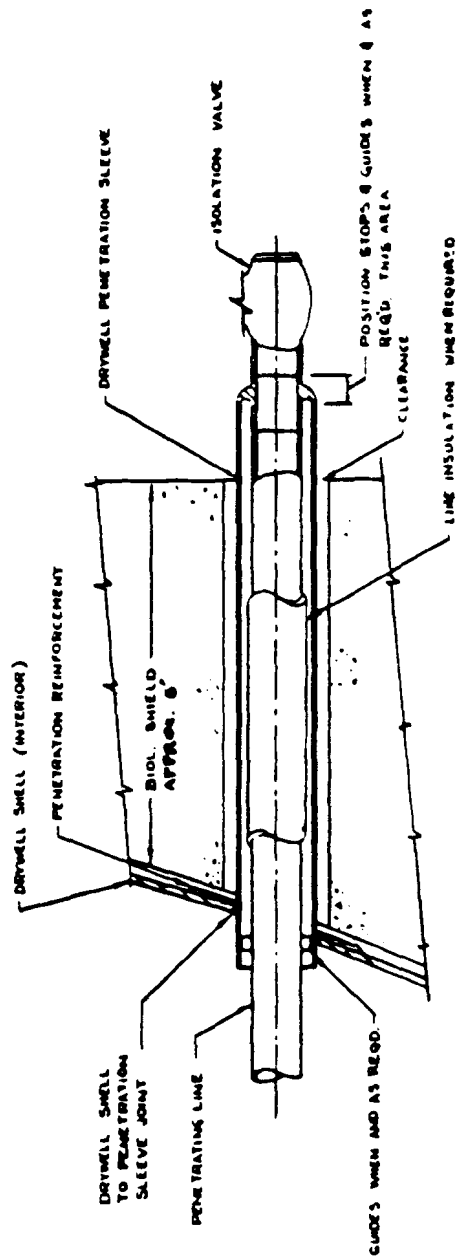 DRYWELL SHELL (INTERIOR)
PENETRATION REINFORCEMENT
DRYWELL PENETRATION SLEEVE
ISOLATION VALVE
BIOL. SHIELD
APPROX. 6'
DRYWELL SHELL
TO PENETRATION
SLEEVE JOINT
PENETRATING LINE
GUIDES WHEN AND AS REQD.
POSITION STOPS & GUIDES WHEN & AS
REQ'D. THIS AREA
CLEARANCE
LINE INSULATION WHEN REQUIRED